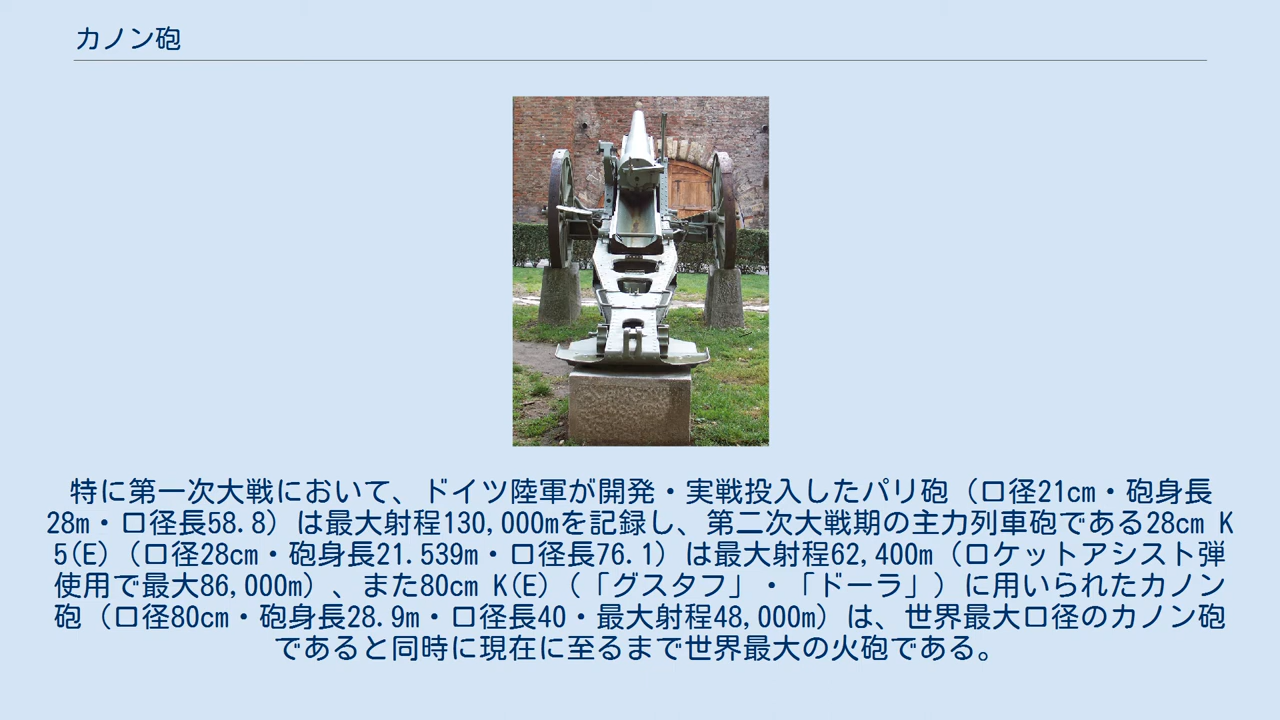 カノン砲
特に第一次大戦において、ドイツ陸軍が開発・実戦投入したパリ砲（口径21cm・砲身長
28m・口径長58.8）は最大射程130,000mを記録し、第二次大戦期の主力列車砲である28cm K
5(E)（口径28cm・砲身長21.539m・口径長76.1）は最大射程62,400m（ロケットアシスト弾
使用で最大86,000m）、また80cm K(E)（「グスタフ」・「ドーラ」）に用いられたカノン
砲（口径80cm・砲身長28.9m・口径長40・最大射程48,000m）は、世界最大口径のカノン砲
であると同時に現在に至るまで世界最大の火砲である。